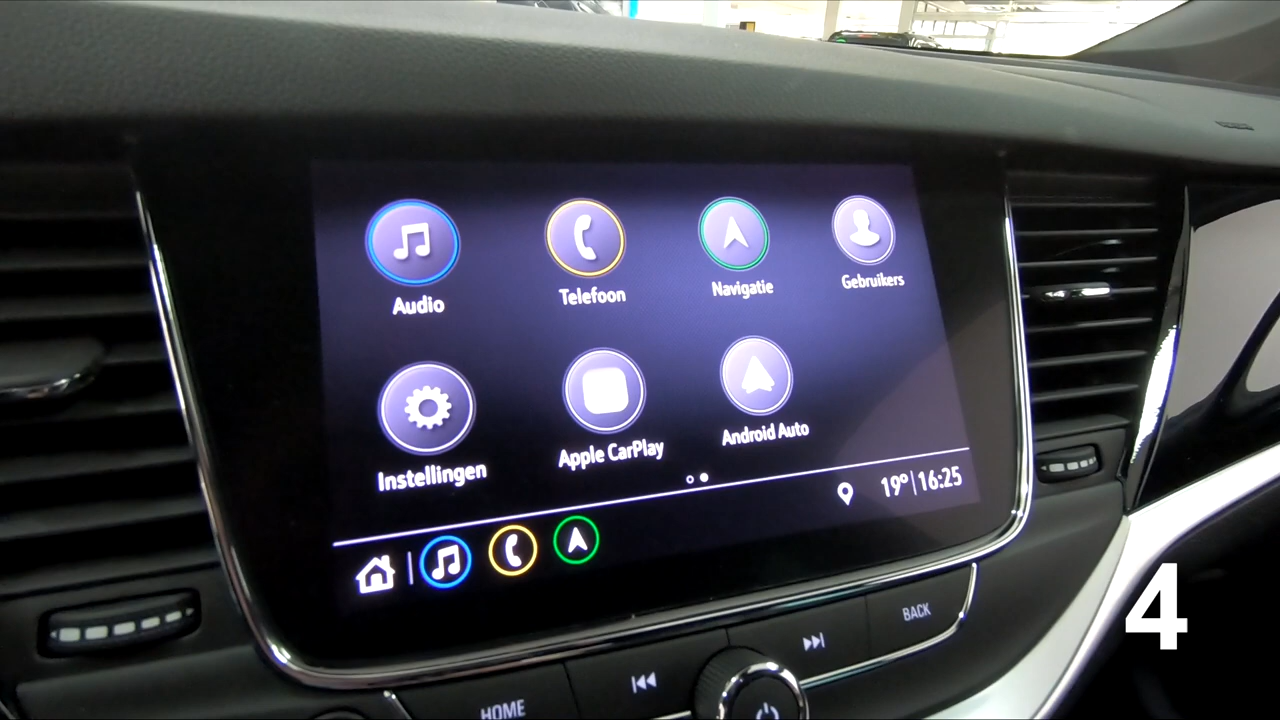 Audio
Telefoon
Navigatie
Gebruikers
Instellingen
Apple CarPlay
Android Auto
19° | 16:25
BACK
HOME
4